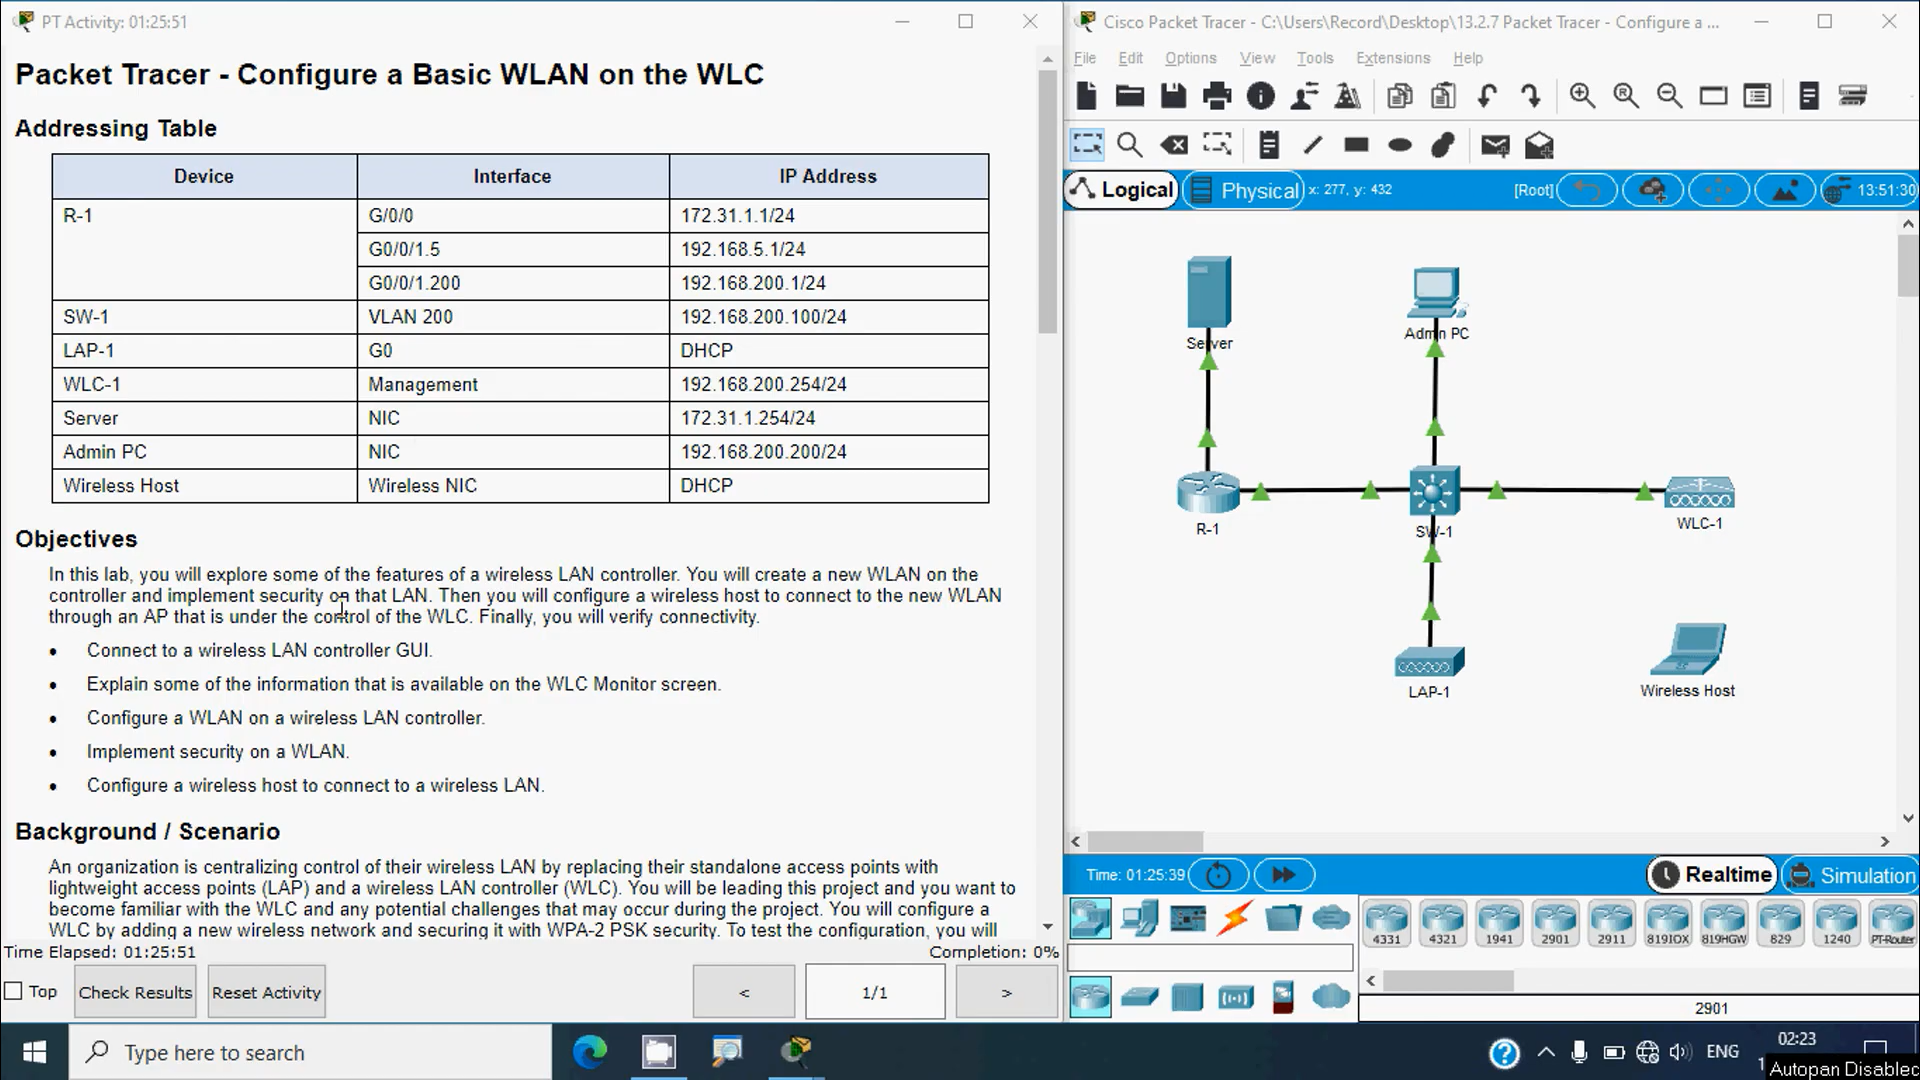 PT Activity: 01:25:51
Packet Tracer - Configure a Basic WLAN on the WLC
Addressing Table
Device Interface IP Address
R-1 G/0/0 172.31.1.1/24
G0/0/1.5 192.168.5.1/24
G0/0/1.200 192.168.200.1/24
SW-1 VLAN 200 192.168.200.100/24
LAP-1 G0 DHCP
WLC-1 Management 192.168.200.254/24
Server NIC 172.31.1.254/24
Admin PC NIC 192.168.200.200/24
Wireless Host Wireless NIC DHCP
Objectives
In this lab, you will explore some of the features of a wireless LAN controller. You will create a new WLAN on the
controller and implement security on that LAN. Then you will configure a wireless host to connect to the new WLAN
through an AP that is under the control of the WLC. Finally, you will verify connectivity.
• Connect to a wireless LAN controller GUI.
• Explain some of the information that is available on the WLC Monitor screen.
• Configure a WLAN on a wireless LAN controller.
• Implement security on a WLAN.
• Configure a wireless host to connect to a wireless LAN.
Background / Scenario
An organization is centralizing control of their wireless LAN by replacing their standalone access points with
lightweight access points (LAP) and a wireless LAN controller (WLC). You will be leading this project and you want to
become familiar with the WLC and any potential challenges that may occur during the project. You will configure a
WLC by adding a new wireless network and securing it with WPA-2 PSK security. To test the configuration, you will
Time Elapsed: 01:25:51 Completion: 0%
Top Check Results Reset Activity < 1/1 >
Cisco Packet Tracer - C:\Users\Record\Desktop\13.2.7 Packet Tracer - Configure a ...
File Edit Options View Tools Extensions Help
Logical Physical x: 277, y: 432 [Root] 13:51:30
Server
Admin PC
R-1
SW-1
WLC-1
LAP-1
Wireless Host
Time: 01:25:39 Realtime Simulation
4331 4321 1941 2901 2911 819IOX 819HGW 829 1240 PT-Router
2901
Type here to search
ENG
02:23
Autopan Disabled